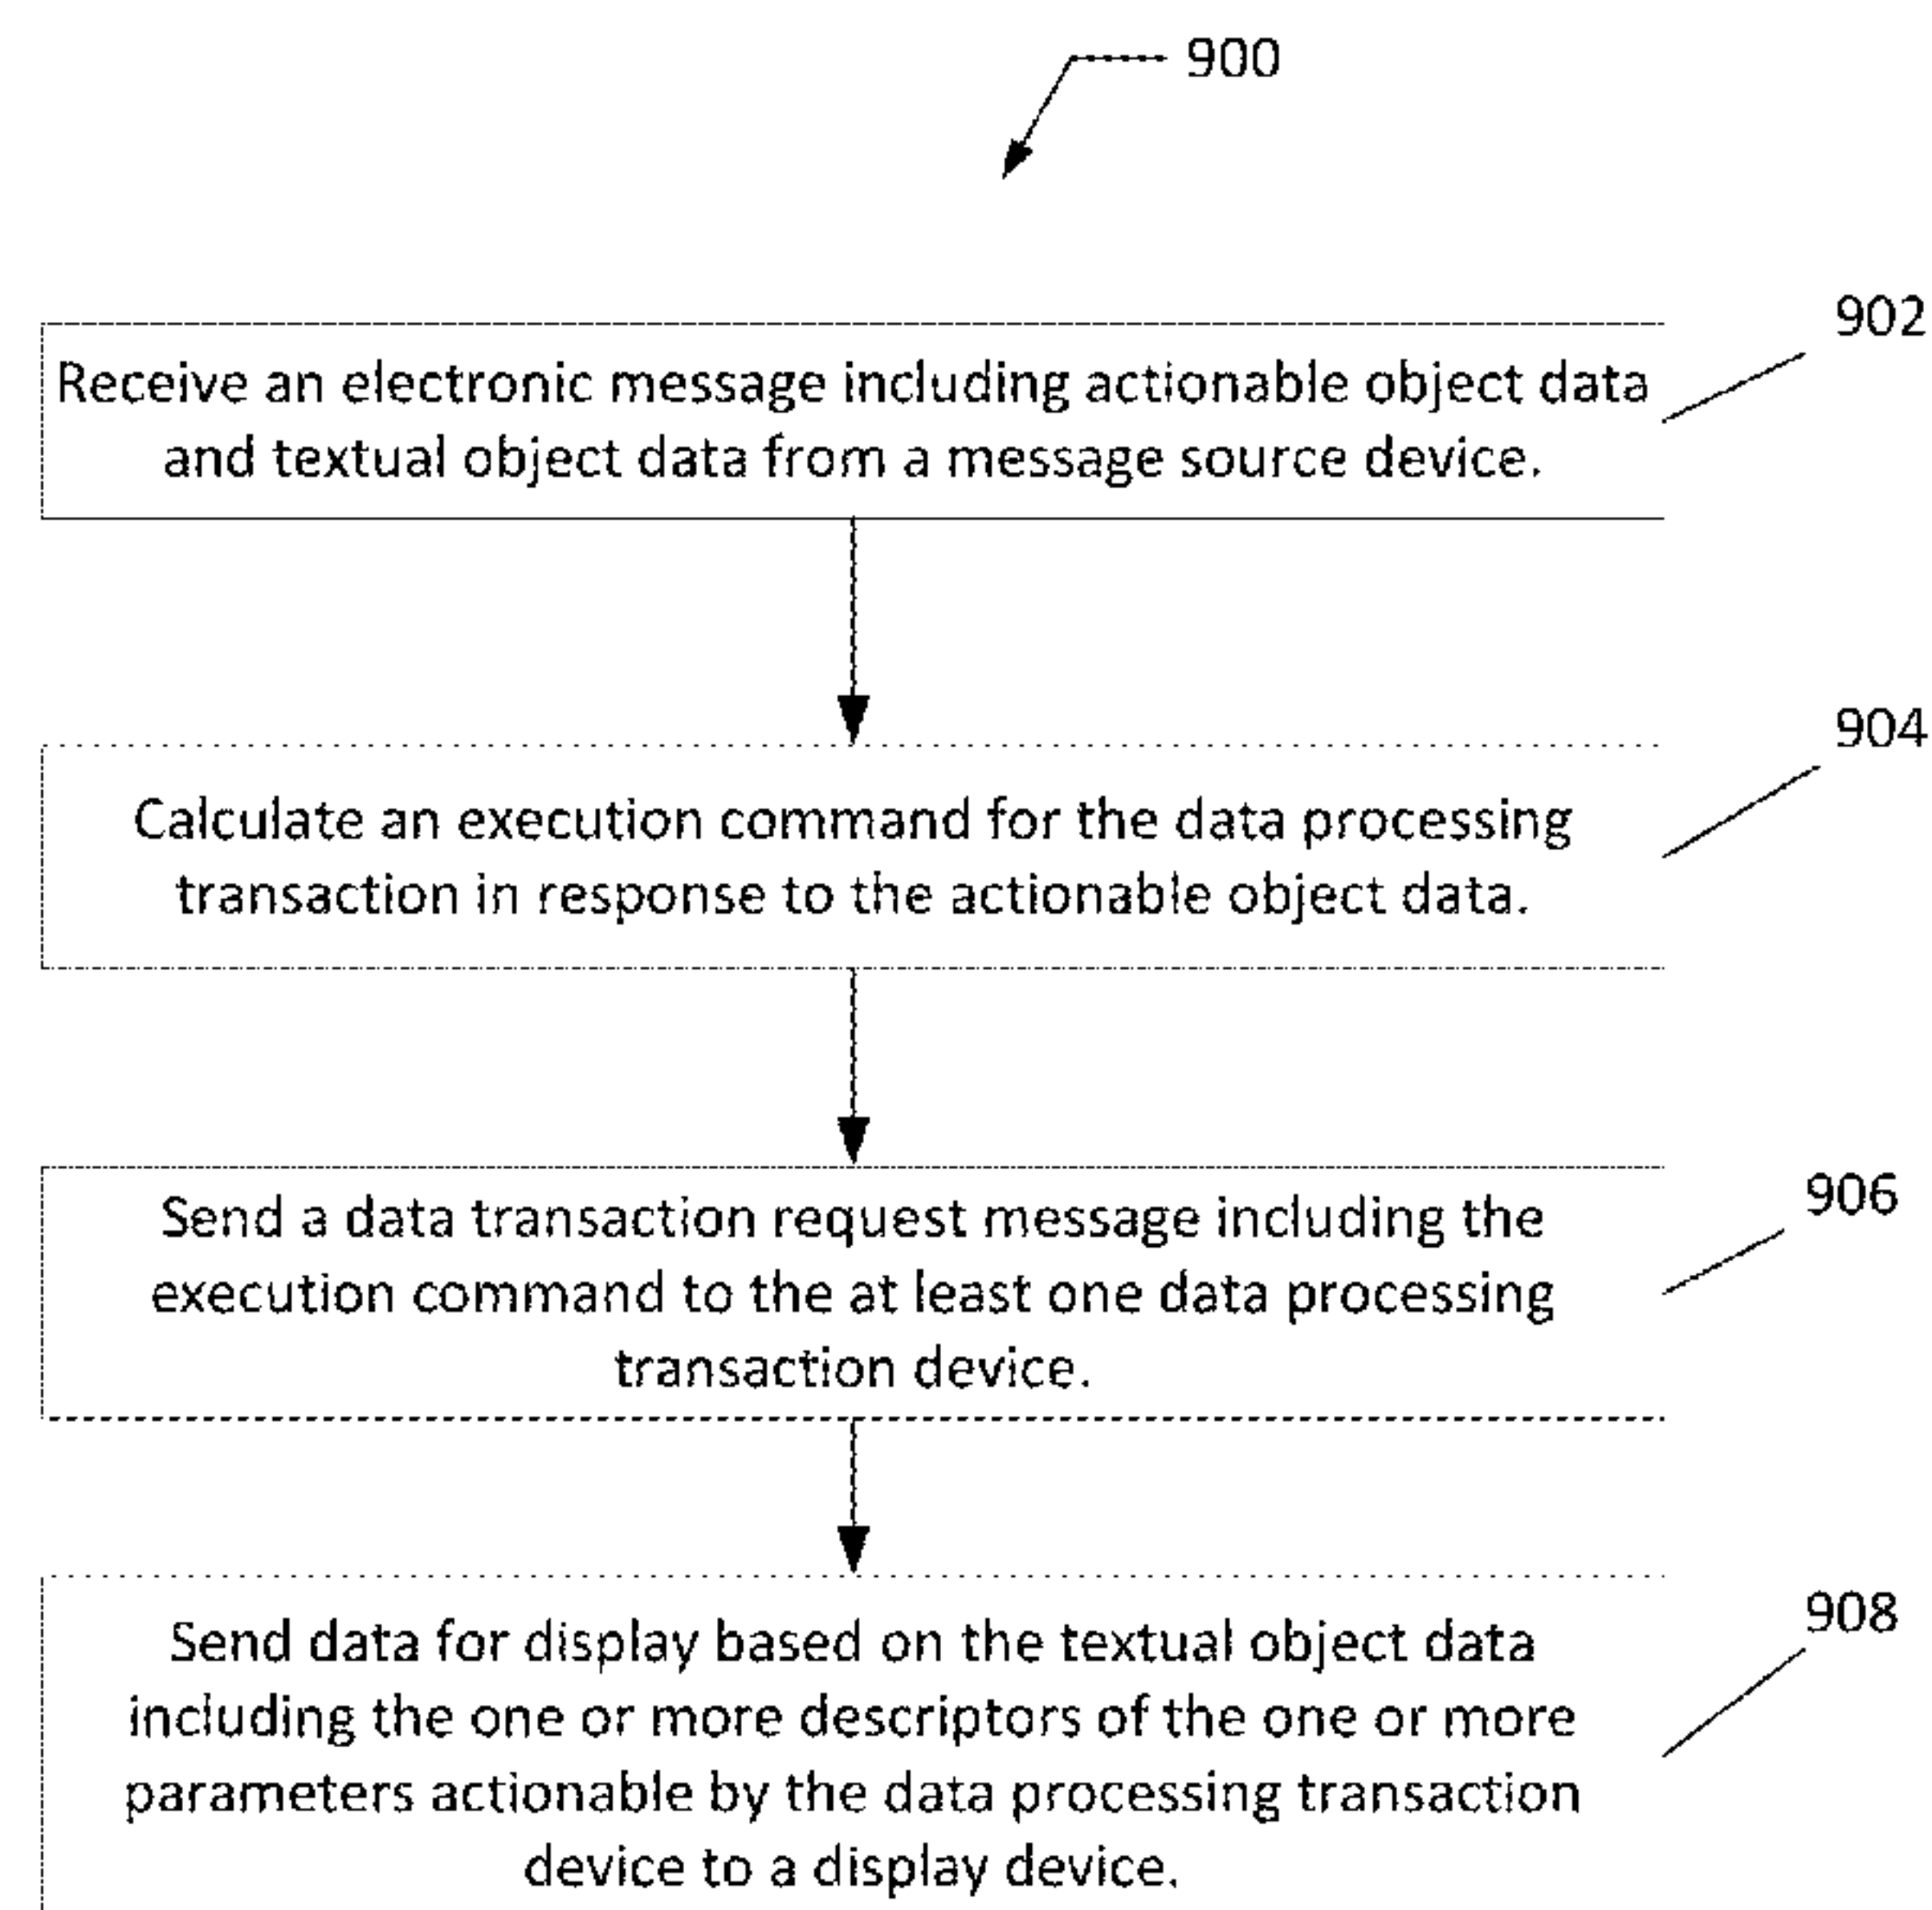 900
902
Receive an electronic message including actionable object data
and textual object data from a message source device.
904
Calculate an execution command for the data processing
transaction in response to the actionable object data.
906
Send a data transaction request message including the
execution command to the at least one data processing
transaction device.
908
Send data for display based on the textual object data
including the one or more descriptors of the one or more
parameters actionable by the data processing transaction
device to a display device.